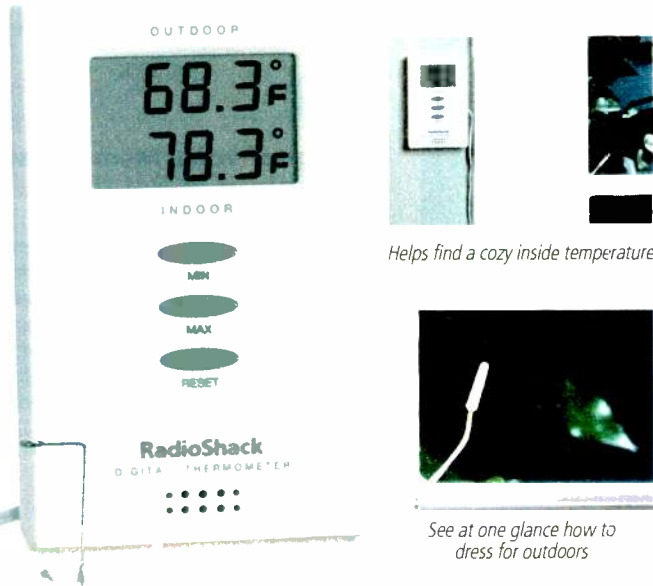 OUTDOOR
68.3°F
78.3°F
INDOOR
MIN
MAX
RESET
RadioShack
DIGITAL THERMOMETER
Helps find a cozy inside temperature
See at one glance how to
dress for outdoors